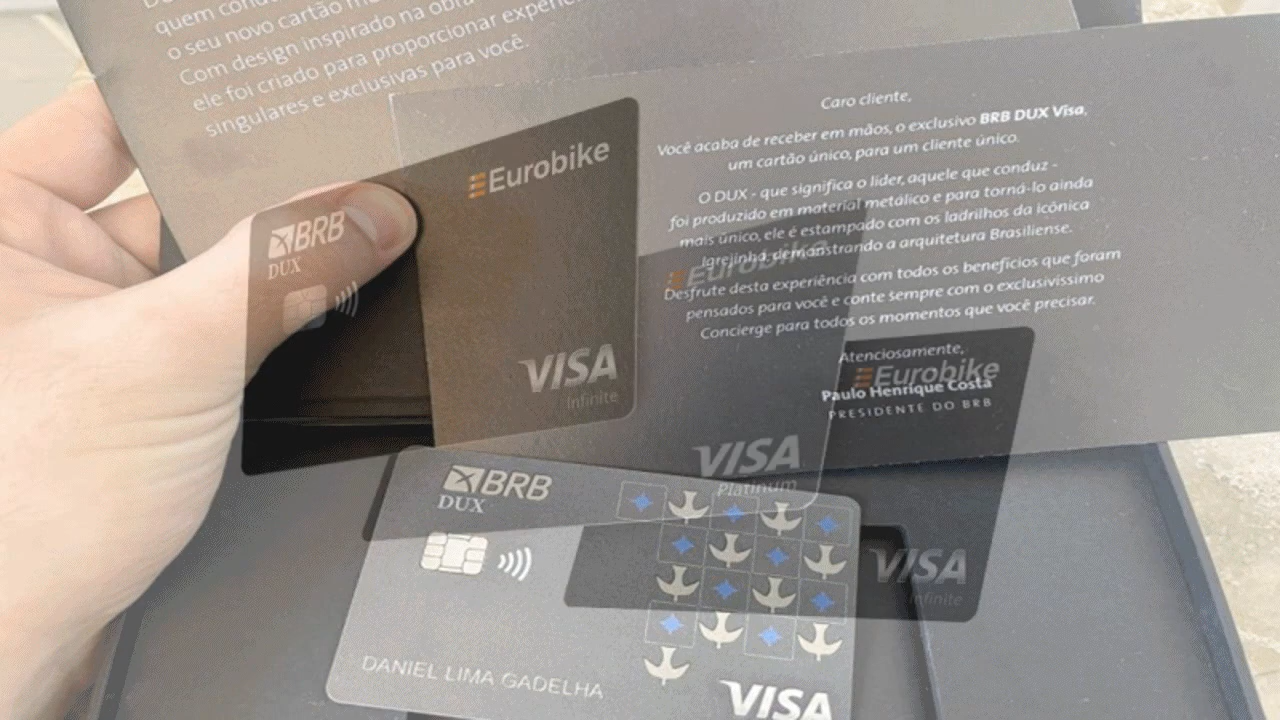 quem condu
o seu novo cartão me
Com design inspirado na obra
ele foi criado para proporcionar experiê
singulares e exclusivas para você.
Caro cliente,
Você acaba de receber em mãos, o exclusivo BRB DUX Visa,
um cartão único, para um cliente único.
O DUX - que significa o líder, aquele que conduz -
foi produzido em material metálico e para torná-lo ainda
mais único, ele é estampado com os ladrilhos da icônica
Igrejinha, demonstrando a arquitetura Brasiliense.
Desfrute desta experiência com todos os benefícios que foram
pensados para você e conte sempre com o exclusivíssimo
Concierge para todos os momentos que você precisar.
Atenciosamente,
Paulo Henrique Costa
PRESIDENTE DO BRB
Eurobike
BRB
DUX
VISA
Infinite
Eurobike
VISA
Platinum
Eurobike
VISA
Infinite
BRB
DUX
DANIEL LIMA GADELHA
VISA